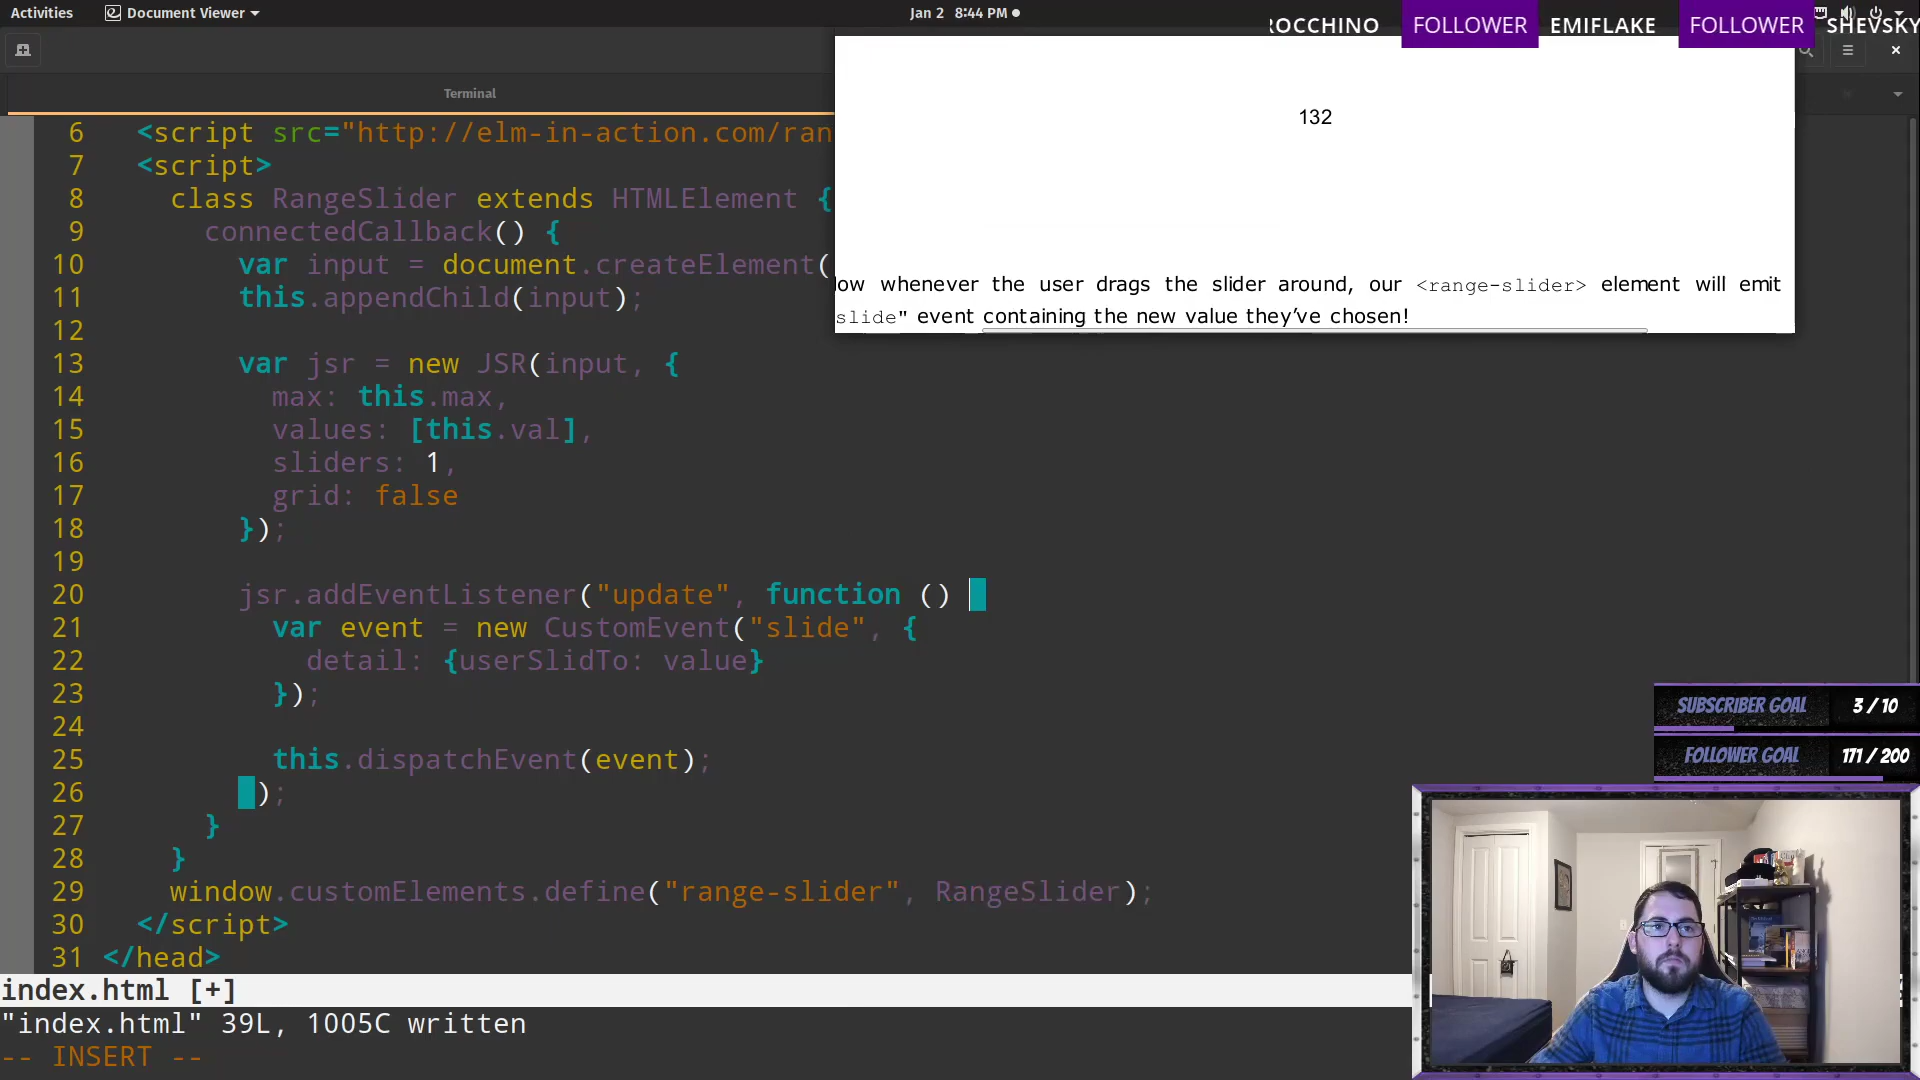 Activities
Document Viewer
Jan 2 8:44 PM
ROCCHINO FOLLOWER EMIFLAKE FOLLOWER SHEVSKY
Terminal
132
ow whenever the user drags the slider around, our <range-slider> element will emit
slide" event containing the new value they’ve chosen!
6 <script src="http://elm-in-action.com/ran
7 <script>
8 class RangeSlider extends HTMLElement {
9 connectedCallback() {
10 var input = document.createElement(
11 this.appendChild(input);
12
13 var jsr = new JSR(input, {
14 max: this.max,
15 values: [this.val],
16 sliders: 1,
17 grid: false
18 });
19
20 jsr.addEventListener("update", function ()
21 var event = new CustomEvent("slide", {
22 detail: {userSlidTo: value}
23 });
24
25 this.dispatchEvent(event);
26 );
27 }
28 }
29 window.customElements.define("range-slider", RangeSlider);
30 </script>
31 </head>
SUBSCRIBER GOAL 3 / 10
FOLLOWER GOAL 171 / 200
index.html [+]
"index.html" 39L, 1005C written
-- INSERT --